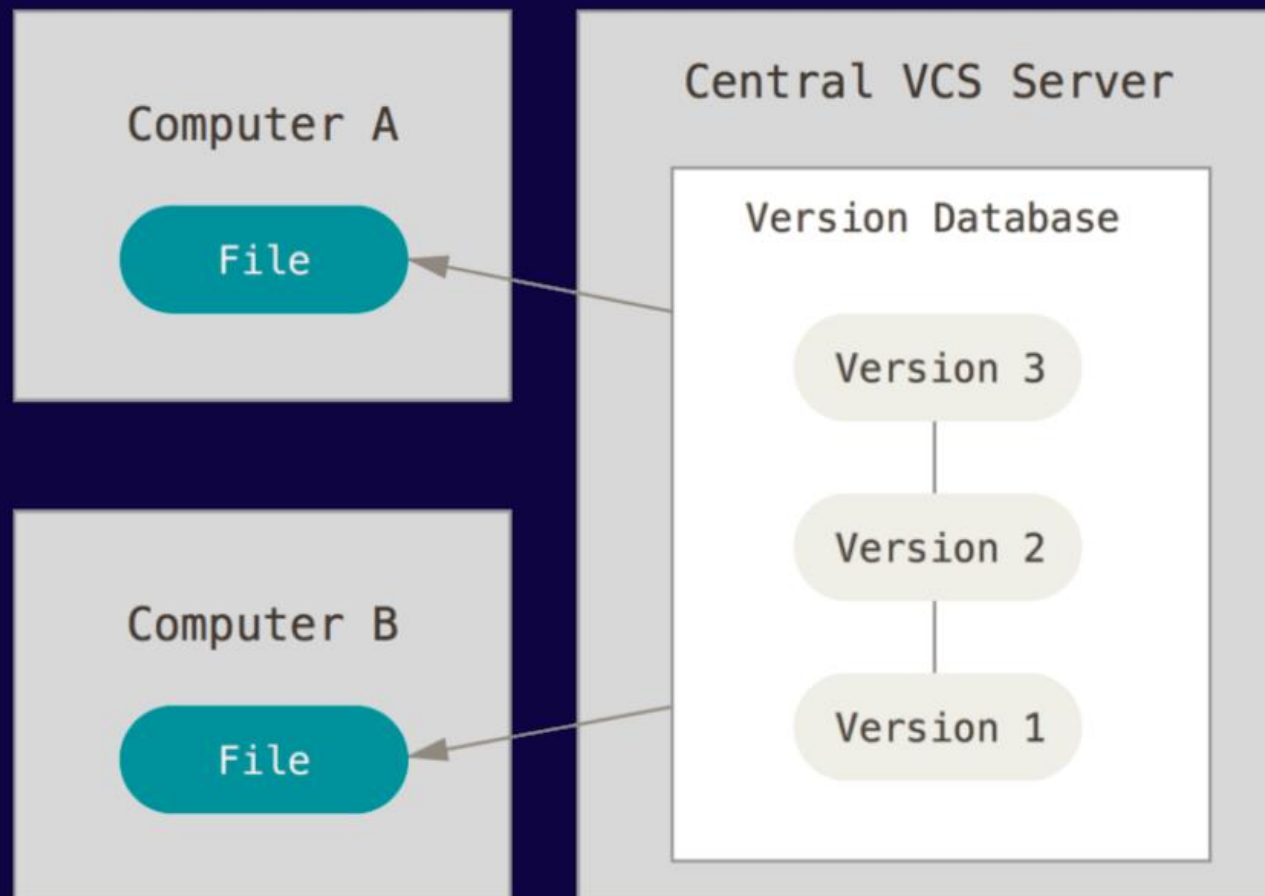 Computer A
File
Computer B
File
Central VCS Server
Version Database
Version 3
Version 2
Version 1